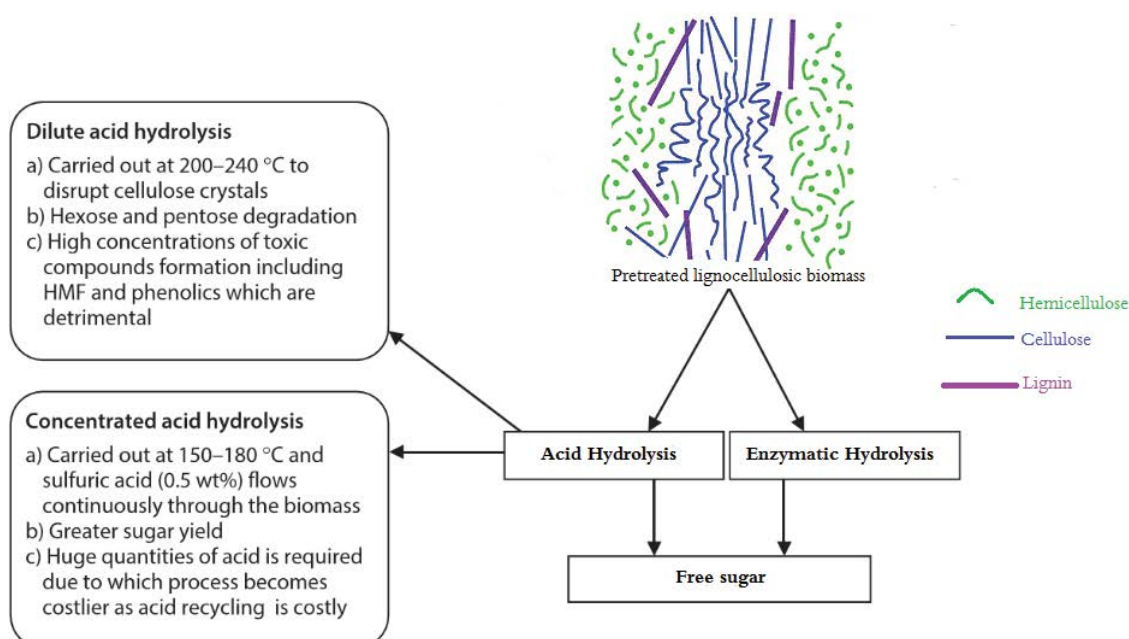 Dilute acid hydrolysis
a) Carried out at 200–240 °C to
disrupt cellulose crystals
b) Hexose and pentose degradation
c) High concentrations of toxic
compounds formation including
HMF and phenolics which are
detrimental
Concentrated acid hydrolysis
a) Carried out at 150–180 °C and
sulfuric acid (0.5 wt%) flows
continuously through the biomass
b) Greater sugar yield
c) Huge quantities of acid is required
due to which process becomes
costlier as acid recycling is costly
Pretreated lignocellulosic biomass
Hemicellulose
Cellulose
Lignin
Acid Hydrolysis
Enzymatic Hydrolysis
Free sugar